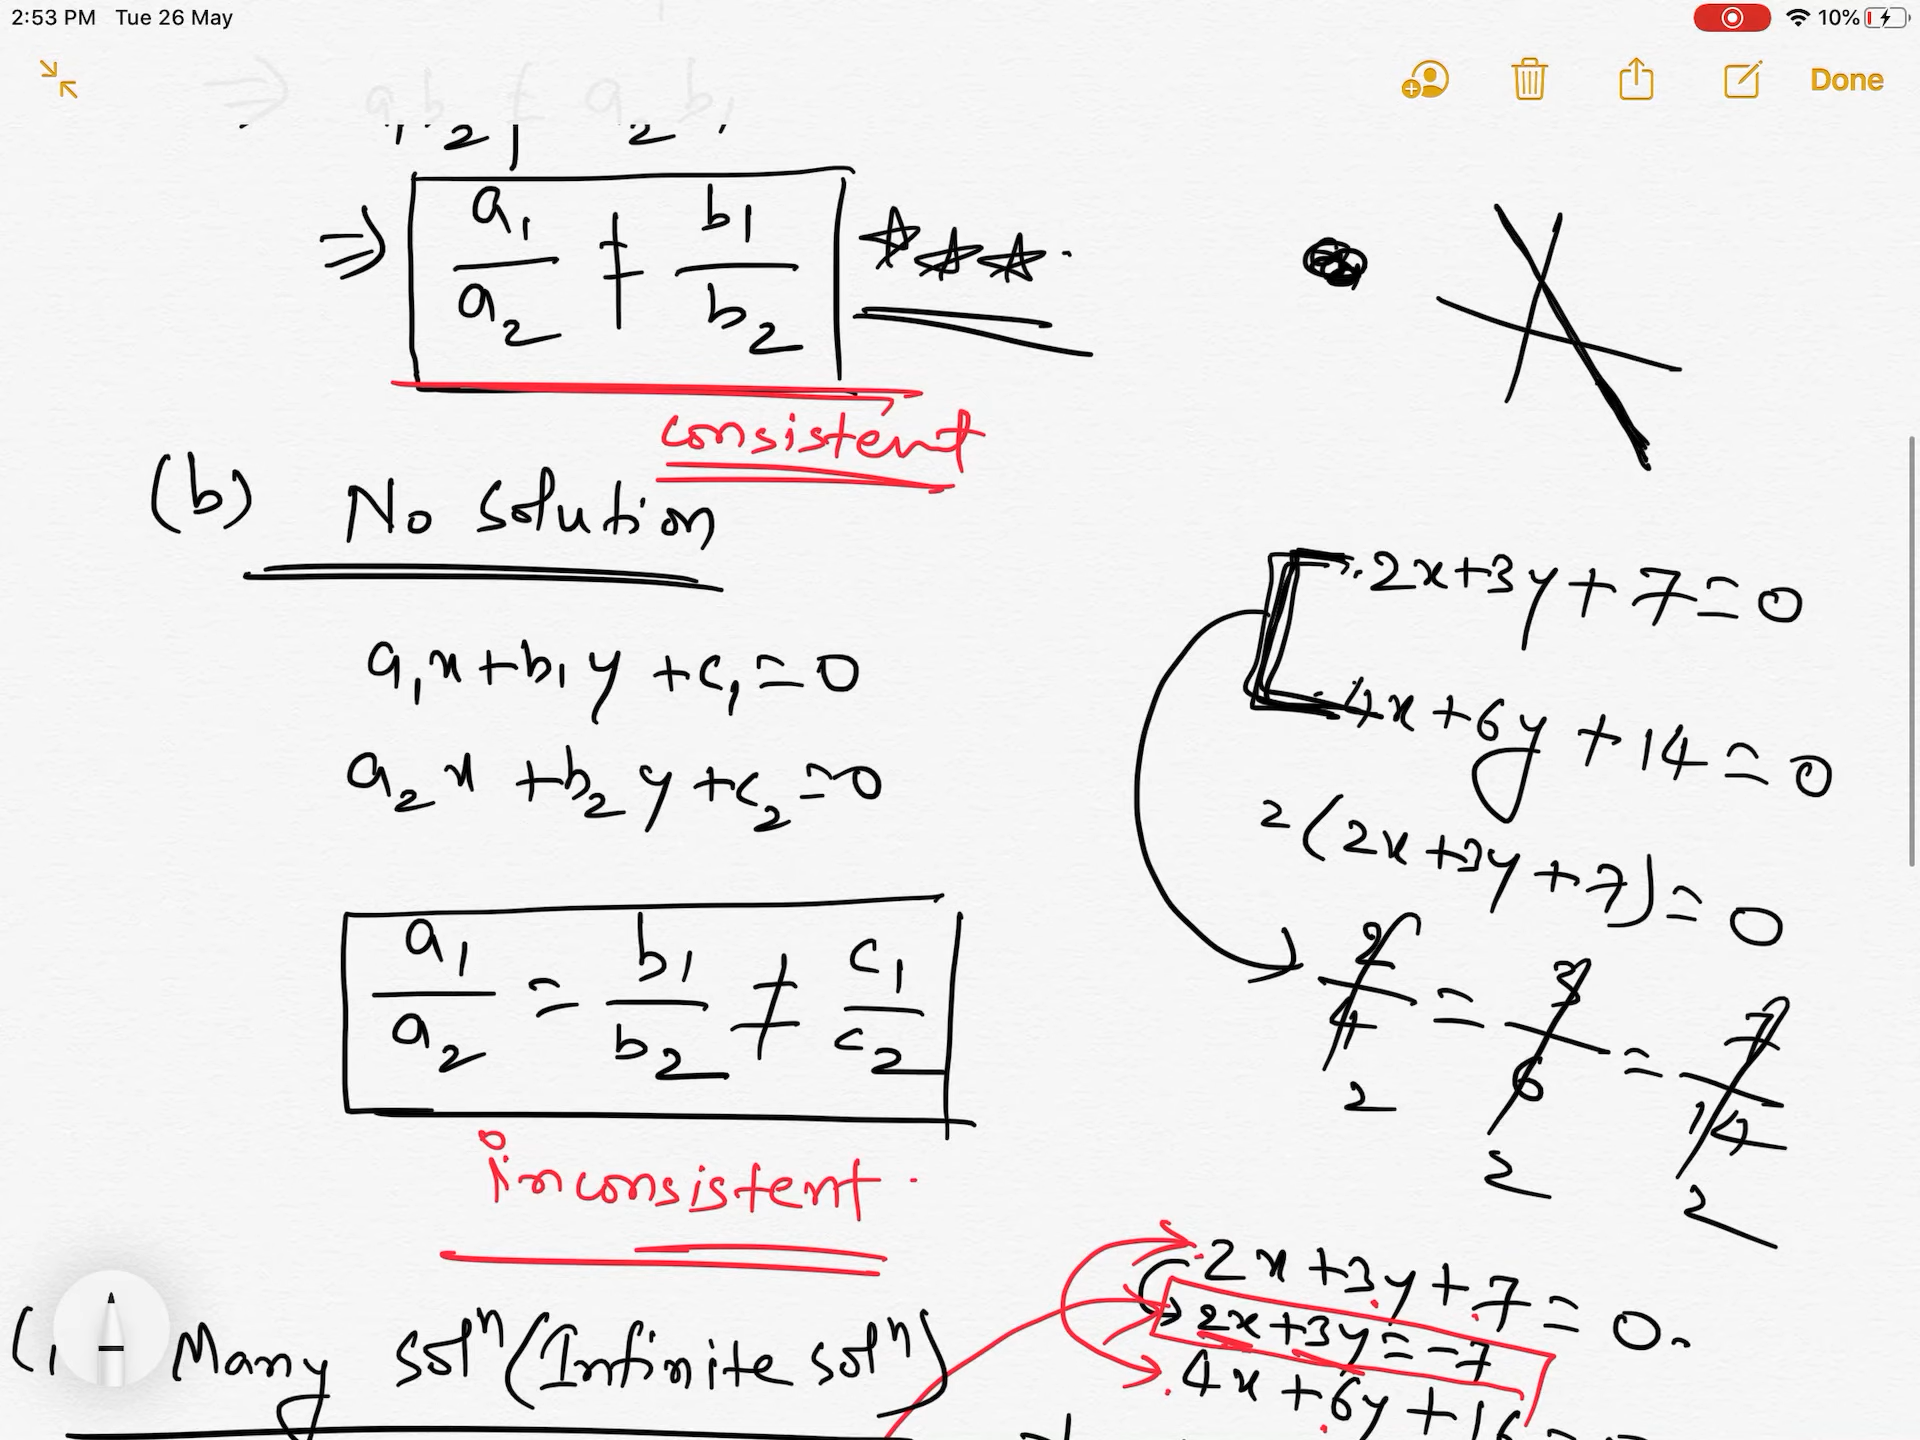 2:53 PM Tue 26 May
10%
Done
⇒ a₁/a₂ ≠ b₁/b₂
consistent
(b) No solution
a₁x+b₁y+c₁=0
a₂x+b₂y+c₂=0
a₁/a₂ = b₁/b₂ ≠ c₁/c₂
inconsistent.
Many solⁿ(Infinite solⁿ)
2x+3y+7=0
4x+6y+14=0
2(2x+3y+7)=0
2/4 = 3/6 = 7/14
2 2 2
2x+3y+7=0.
2x+3y=-7
4x+6y+